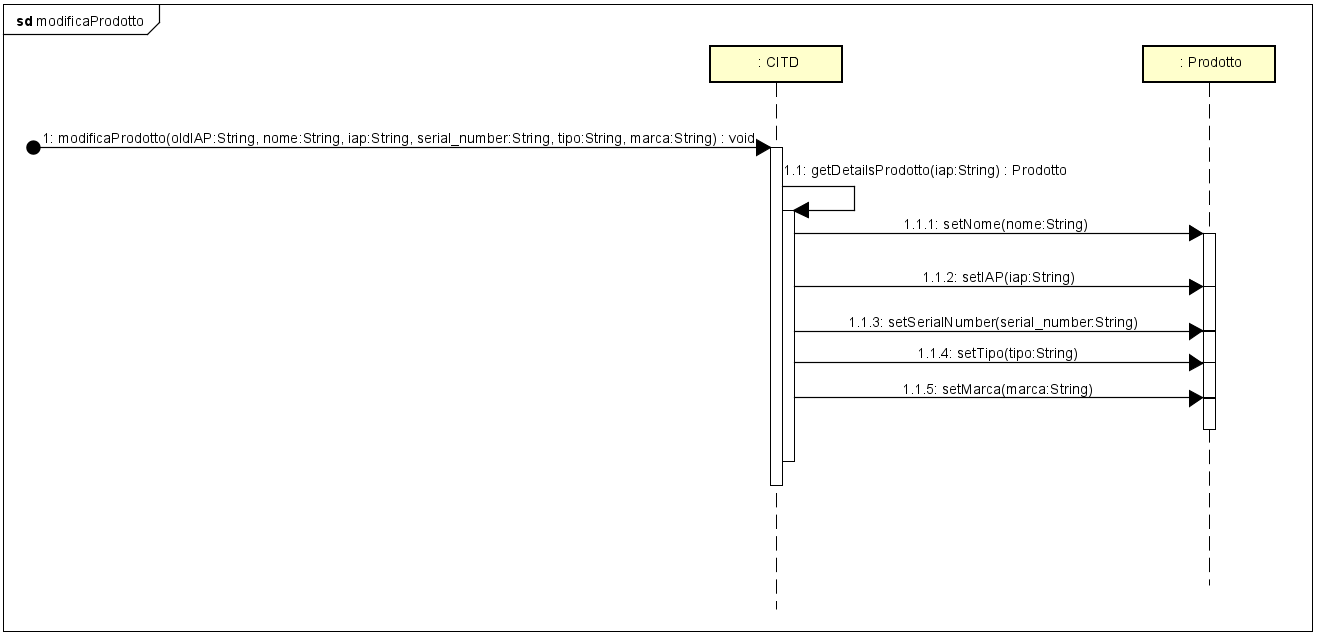 sd modificaProdotto
: CITD
: Prodotto
1: modificaProdotto(oldIAP:String, nome:String, iap:String, serial_number:String, tipo:String, marca:String) : void
1.1: getDetailsProdotto(iap:String) : Prodotto
1.1.1: setNome(nome:String)
1.1.2: setIAP(iap:String)
1.1.3: setSerialNumber(serial_number:String)
1.1.4: setTipo(tipo:String)
1.1.5: setMarca(marca:String)